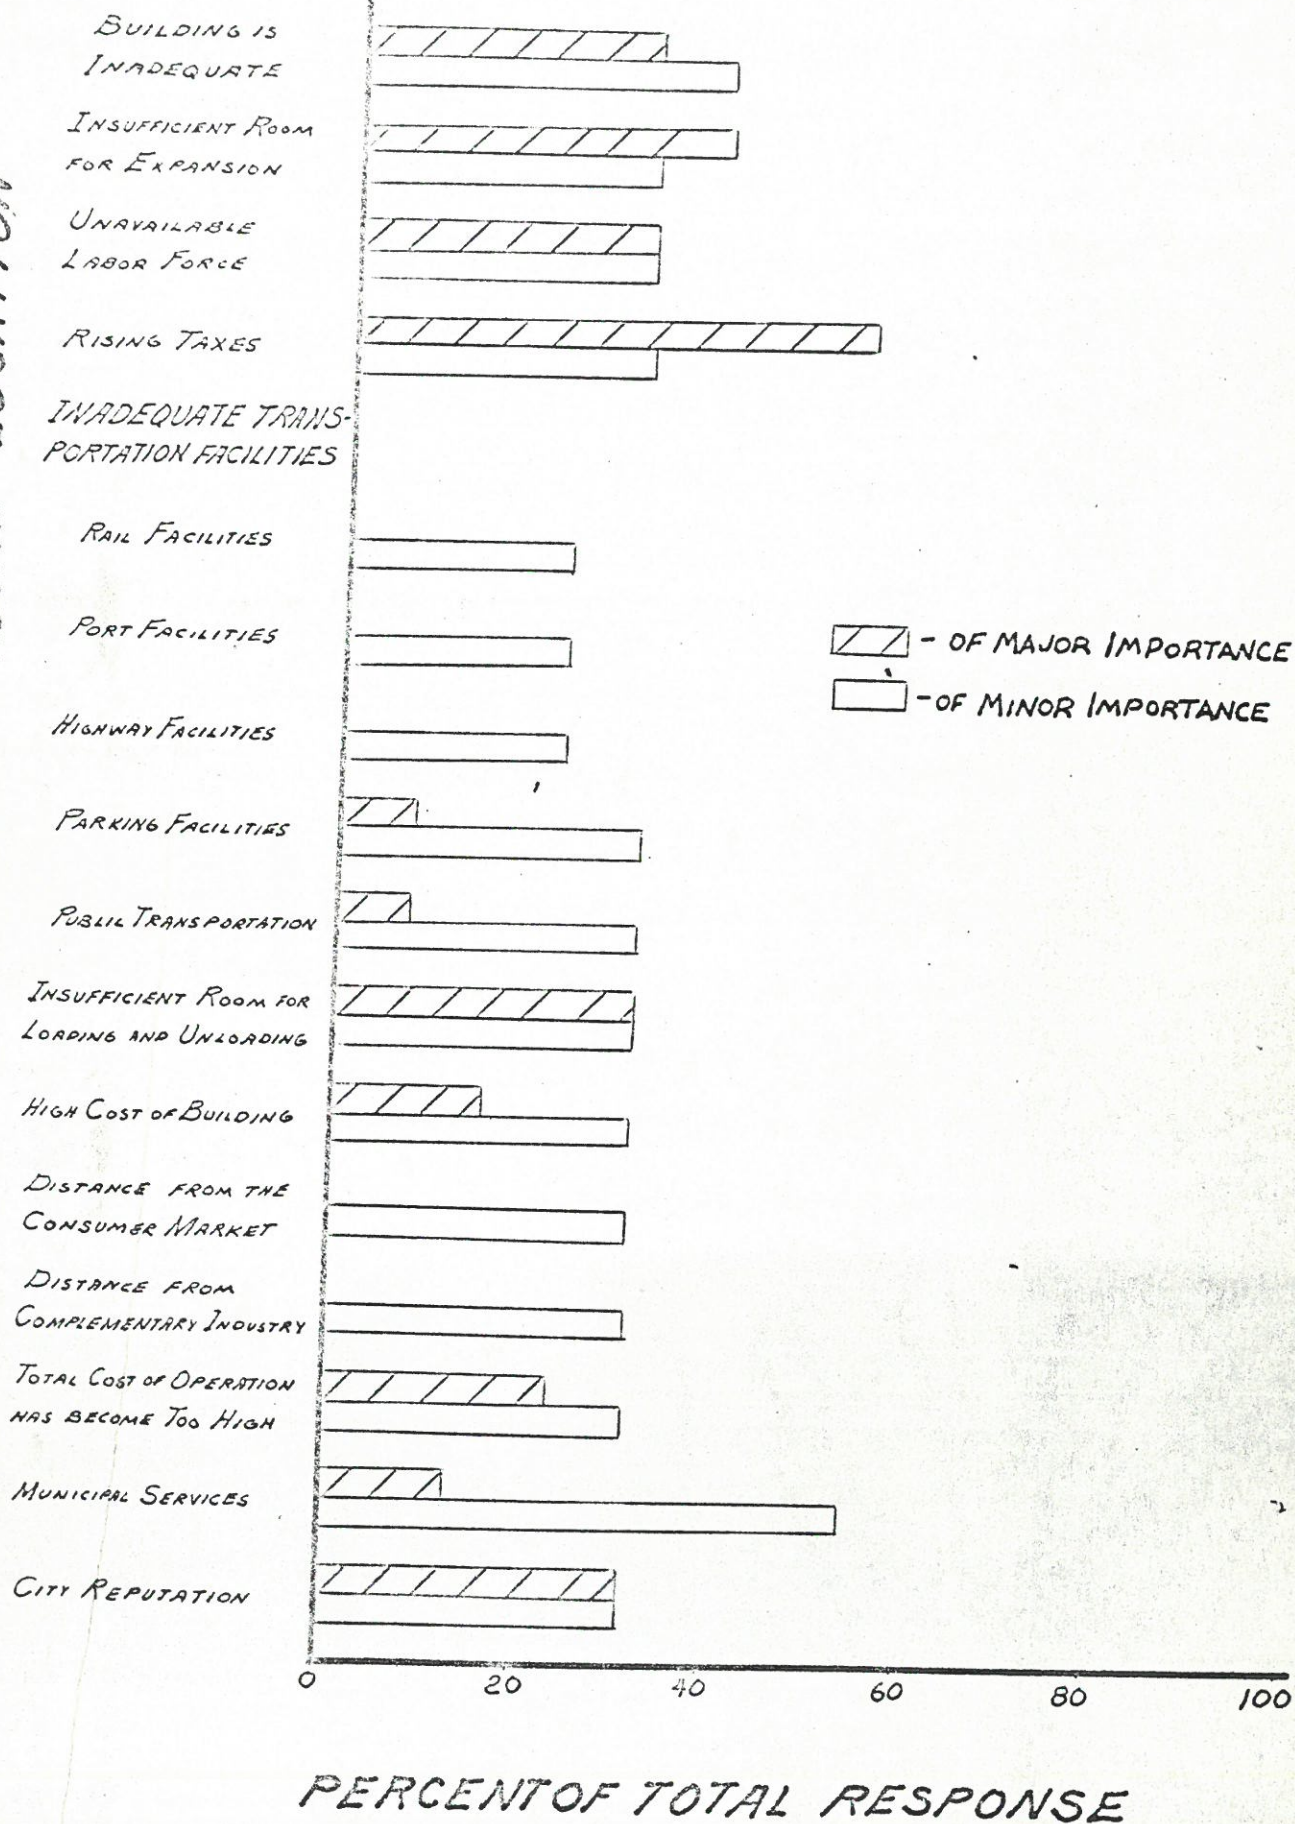 BUILDING IS
INADEQUATE
INSUFFICIENT ROOM
FOR EXPANSION
UNAVAILABLE
LABOR FORCE
RISING TAXES
INADEQUATE TRANS-
PORTATION FACILITIES
RAIL FACILITIES
PORT FACILITIES
- OF MAJOR IMPORTANCE
- OF MINOR IMPORTANCE
HIGHWAY FACILITIES
PARKING FACILITIES
PUBLIL TRANSPORTATION
INSUFFICIENT ROOM FOR
LOADING AND UNLOADING
HIGH COST OF BUILDING
DISTANCE FROM THE
CONSUMER MARKET
DISTANCE FROM
COMPLEMENTARY INDUSTRY
TOTAL COST OF OPERATION
HAS BECOME TOO HIGH
MUNICIPAL SERVICES
CITY REPUTATION
0 20 40 60 80 100
PERCENT OF TOTAL RESPONSE